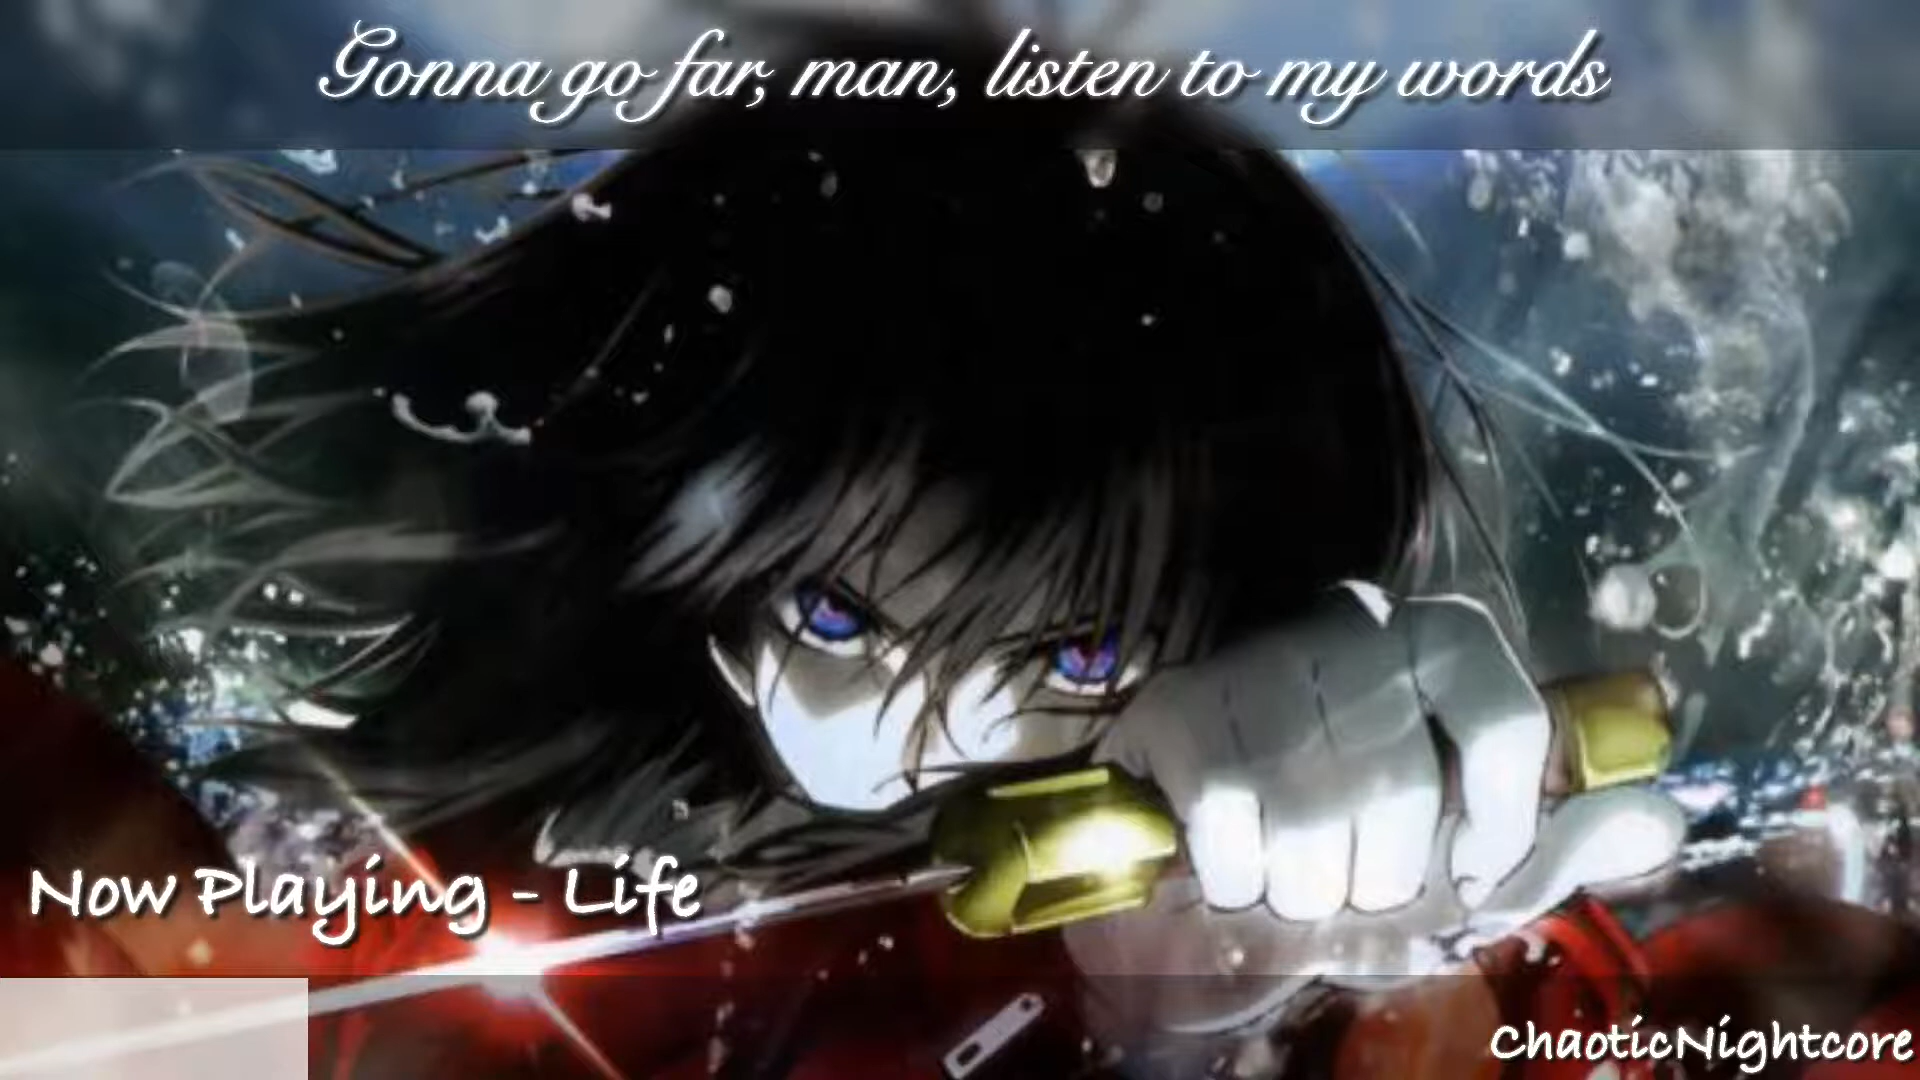 Gonna go far, man, listen to my words
Now Playing - Life
ChaoticNightcore